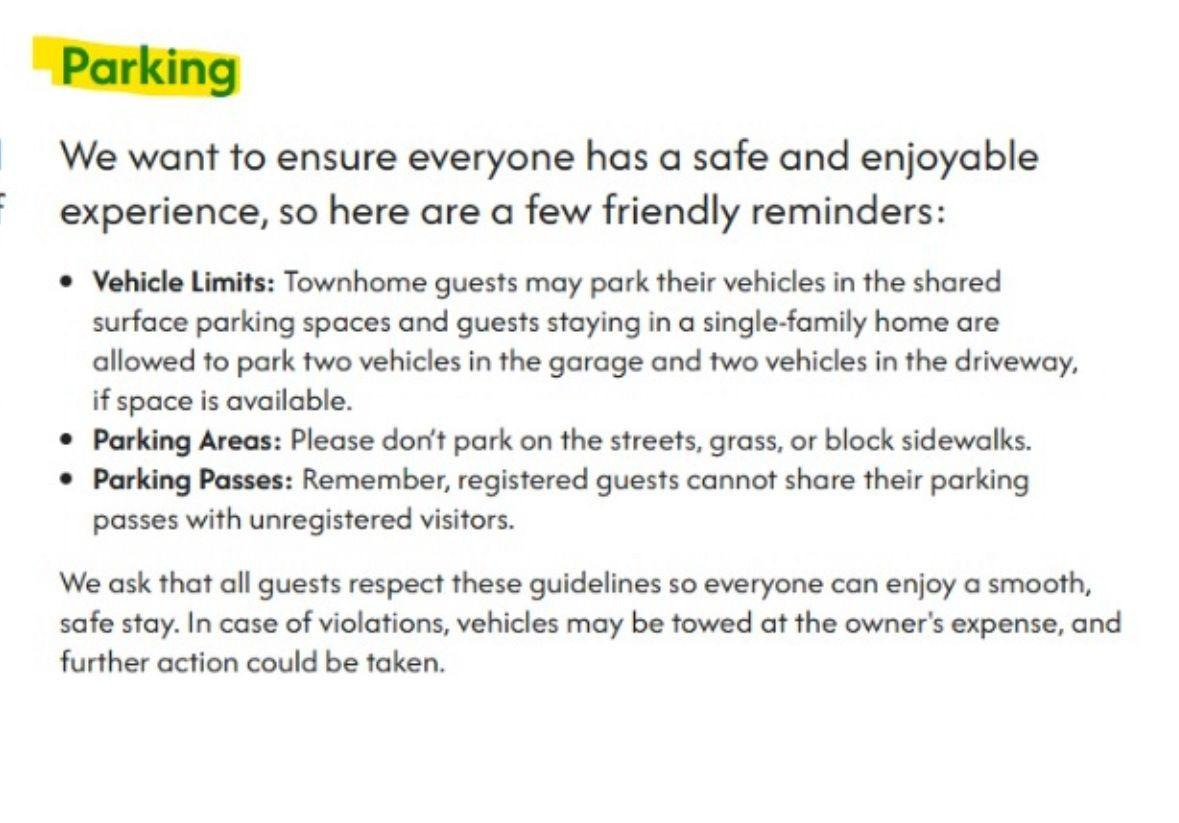 Parking
We want to ensure everyone has a safe and enjoyable
experience, so here are a few friendly reminders:
• Vehicle Limits: Townhome guests may park their vehicles in the shared
surface parking spaces and guests staying in a single-family home are
allowed to park two vehicles in the garage and two vehicles in the driveway,
if space is available.
• Parking Areas: Please don't park on the streets, grass, or block sidewalks.
• Parking Passes: Remember, registered guests cannot share their parking
passes with unregistered visitors.
We ask that all guests respect these guidelines so everyone can enjoy a smooth,
safe stay. In case of violations, vehicles may be towed at the owner's expense, and
further action could be taken.